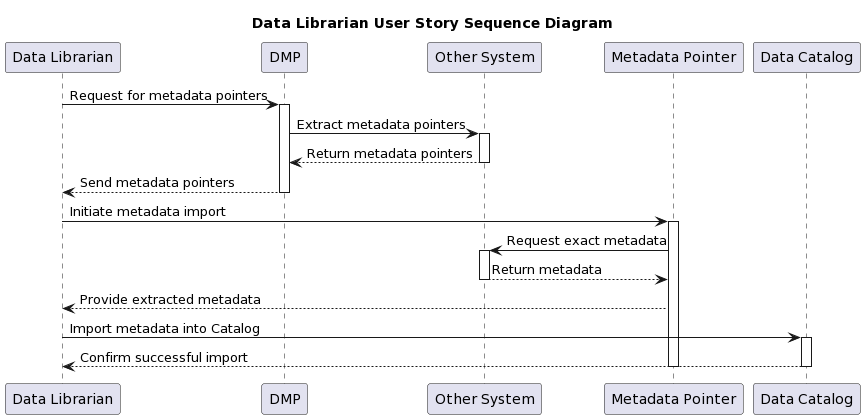 Data Librarian User Story Sequence Diagram
Data Librarian DMP Other System Metadata Pointer Data Catalog
Request for metadata pointers
Extract metadata pointers
Return metadata pointers
Send metadata pointers
Initiate metadata import
Request exact metadata
Return metadata
Provide extracted metadata
Import metadata into Catalog
Confirm successful import
Data Librarian DMP Other System Metadata Pointer Data Catalog